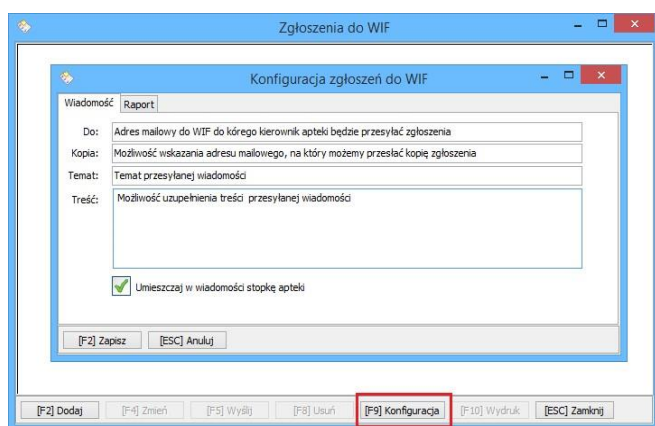 Zgłoszenia do WIF
Konfiguracja zgłoszeń do WIF
Wiadomość Raport
Do: Adres mailowy do WIF do kórego kierownik apteki będzie przesyłać zgłoszenia
Kopia: Możliwość wskazania adresu mailowego, na który możemy przesłać kopię zgłoszenia
Temat: Temat przesyłanej wiadomości
Treść: Możliwość uzupełnienia treści przesyłanej wiadomości
Umieszczaj w wiadomości stopkę apteki
[F2] Zapisz [ESC] Anuluj
[F2] Dodaj [F4] Zmień [F5] Wyślij [F8] Usuń [F9] Konfiguracja [F10] Wydruk [ESC] Zamknij